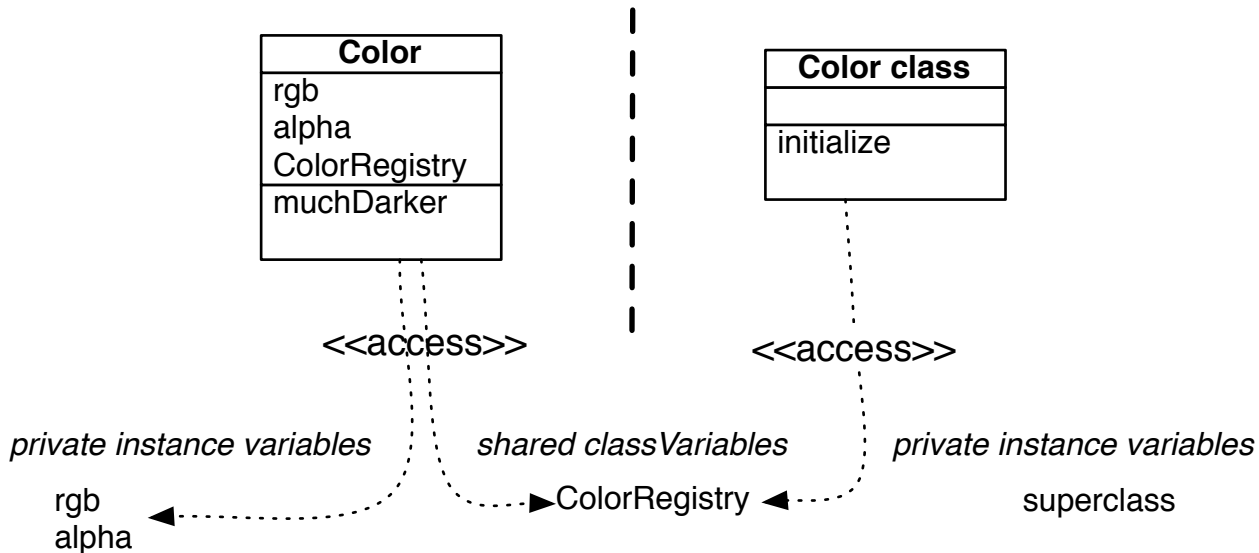 Color
rgb
alpha
ColorRegistry
muchDarker
Color class
initialize
<<access>>
<<access>>
private instance variables
shared classVariables
private instance variables
rgb
alpha
ColorRegistry
superclass